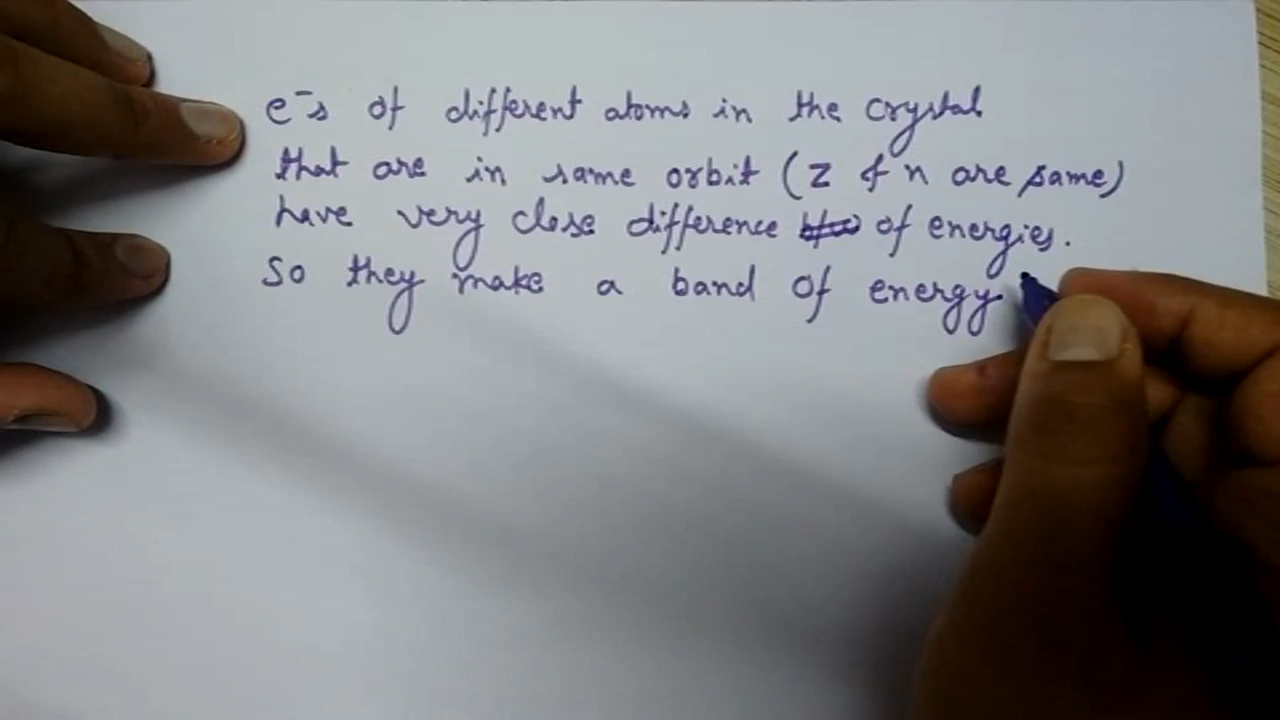 e⁻s of different atoms in the crystal
that are in same orbit (Z & n are same)
have very close difference of energies.
So they make a band of energy